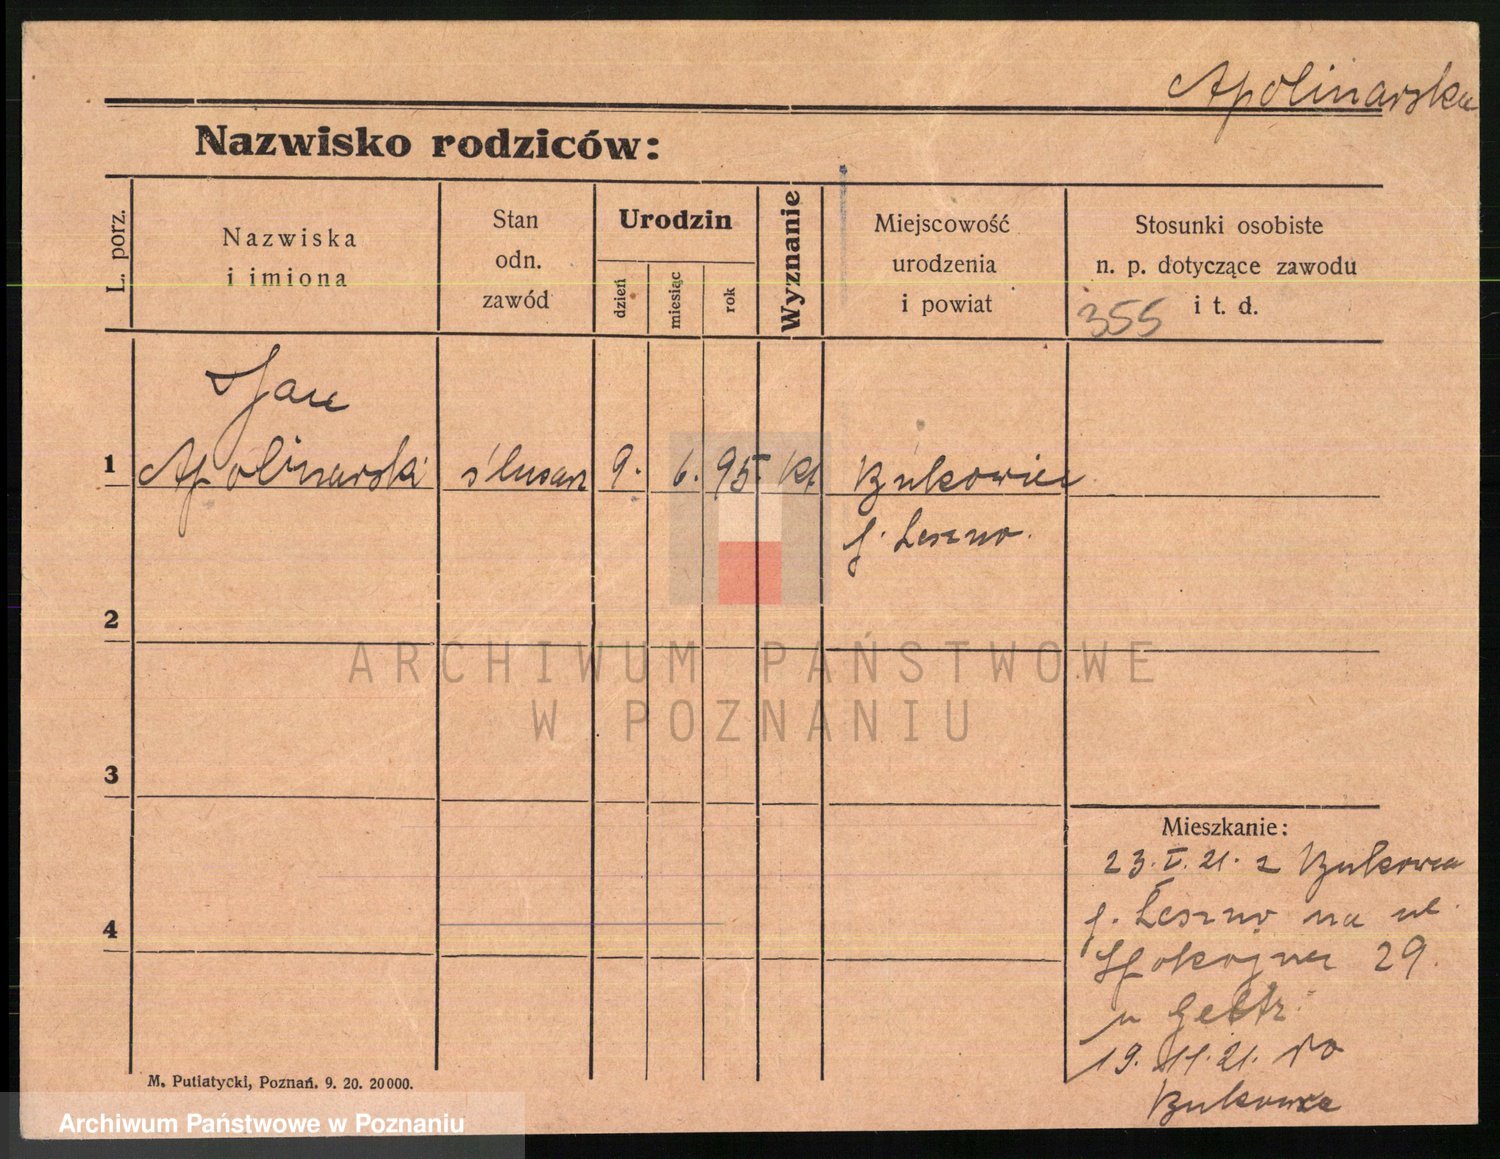 Apolinarska
Nazwisko rodziców:
L. porz.
Nazwiska
i imiona
Stan
odn.
zawód
Urodzin
dzień
miesiąc
rok
Wyznanie
Miejscowość
urodzenia
i powiat
Stosunki osobiste
n. p. dotyczące zawodu
i t. d.
355
Jan
1 Apolinarski ślusarz 9. 6. 95. kt Bukowiec
p. Leszno.
2
ARCHIWUM PAŃSTWOWE
W POZNANIU
3
Mieszkanie:
23. I. 21. z Bukowca
p. Leszno na ul.
4
Spokojna 29.
u
19. 11. 21. do
Bukowca
M. Putiatycki, Poznań. 9. 20. 20000.
Archiwum Państwowe w Poznaniu